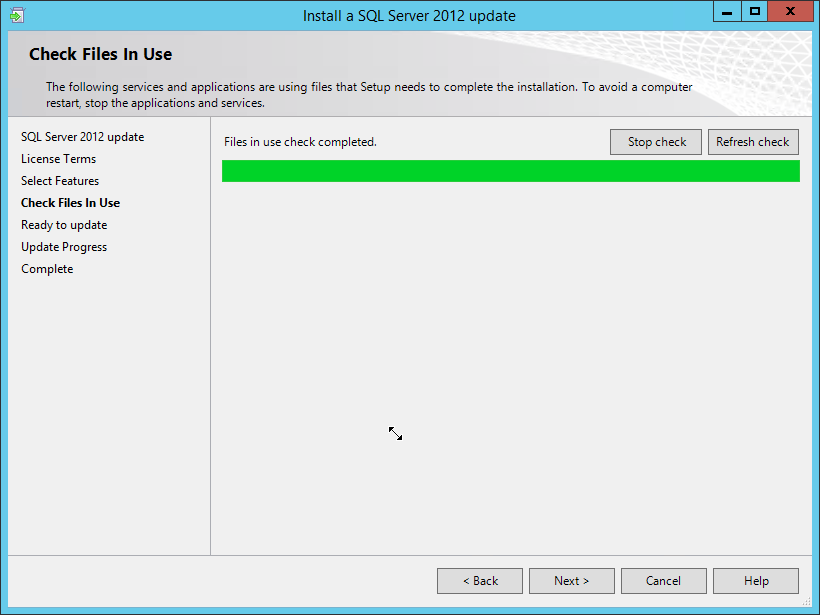 Install a SQL Server 2012 update
Check Files In Use
The following services and applications are using files that Setup needs to complete the installation. To avoid a computer
restart, stop the applications and services.
SQL Server 2012 update
License Terms
Select Features
Check Files In Use
Ready to update
Update Progress
Complete
Files in use check completed.
Stop check
Refresh check
< Back
Next >
Cancel
Help